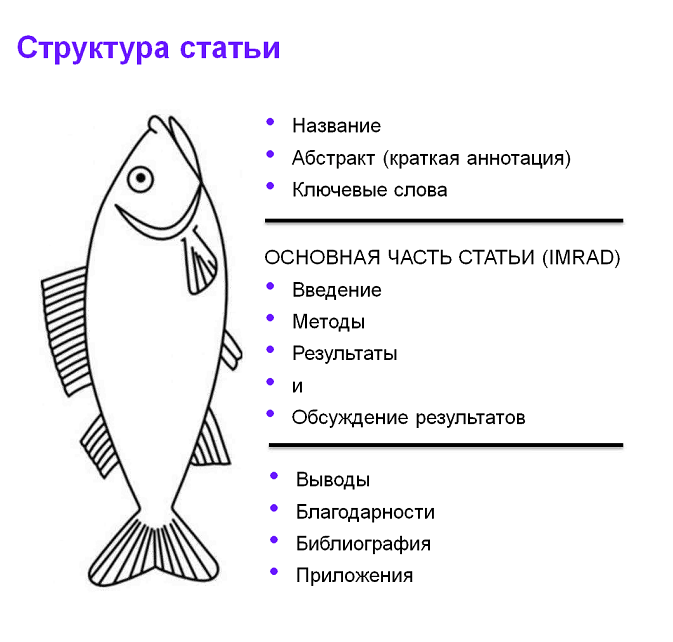 Структура статьи
• Название
• Абстракт (краткая аннотация)
• Ключевые слова
ОСНОВНАЯ ЧАСТЬ СТАТЬИ (IMRAD)
• Введение
• Методы
• Результаты
• и
• Обсуждение результатов
• Выводы
• Благодарности
• Библиография
• Приложения